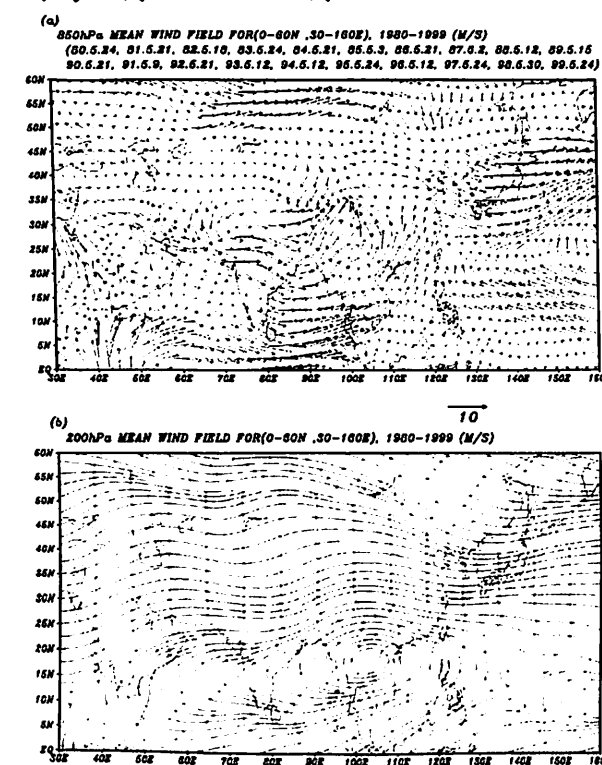 (a)
850hPa MEAN WIND FIELD FOR(0-60N ,30-160E), 1980-1999 (M/S)
(80.5.24, 81.5.21, 82.5.18, 83.5.24, 84.5.21, 85.5.3, 86.5.21, 87.6.2, 88.5.12, 89.5.15
90.5.21, 91.5.9, 92.5.21, 93.5.12, 94.5.12, 95.5.24, 96.5.12, 97.5.24, 98.5.30, 99.5.24)
60N
55N
50N
45N
40N
35N
30N
25N
20N
15N
10N
5N
EQ
30E 40E 50E 60E 70E 80E 90E 100E 110E 120E 130E 140E 150E
10
(b)
200hPa MEAN WIND FIELD FOR(0-60N ,30-160E), 1980-1999 (M/S)
60N
55N
50N
45N
40N
35N
30N
25N
20N
15N
10N
5N
EQ
30E 40E 50E 60E 70E 80E 90E 100E 110E 120E 130E 140E 150E